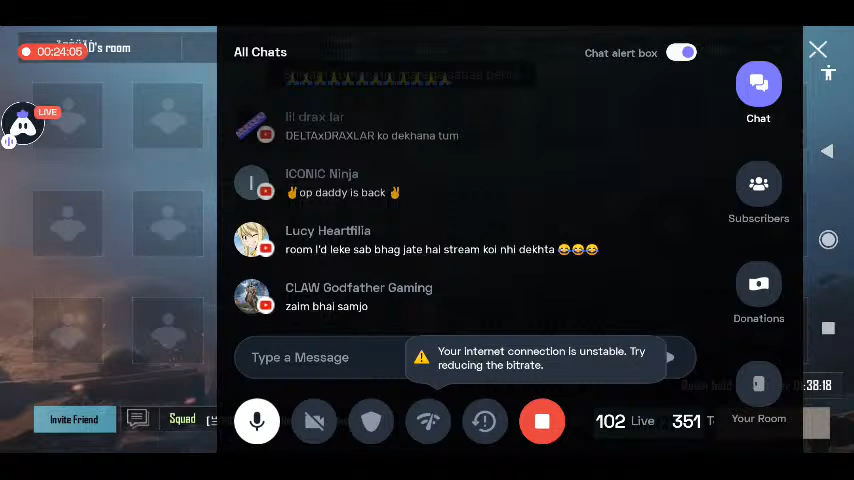 00:24:05
's room
All Chats
Chat alert box
LIVE
Chat
lil drax lar
DELTAxDRAXLAR ko dekhana tum
ICONIC Ninja
✌️op daddy is back ✌️
Subscribers
Lucy Heartfilia
room I'd leke sab bhag jate hai stream koi nhi dekhta 😂😂😂
CLAW Godfather Gaming
zaim bhai samjo
Donations
Type a Message
Your internet connection is unstable. Try
reducing the bitrate.
:38:18
Invite Friend
Squad
102 Live
351 T
Your Room